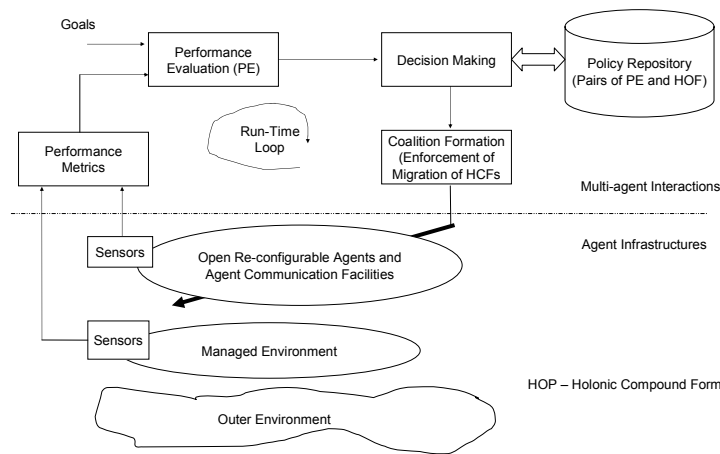 Goals
Performance
Evaluation (PE)
Decision Making
Policy Repository
(Pairs of PE and HOF)
Run-Time
Loop
Performance
Metrics
Coalition Formation
(Enforcement of
Migration of HCFs
Multi-agent Interactions
Sensors
Open Re-configurable Agents and
Agent Communication Facilities
Agent Infrastructures
Sensors
Managed Environment
HOP – Holonic Compound Form
Outer Environment